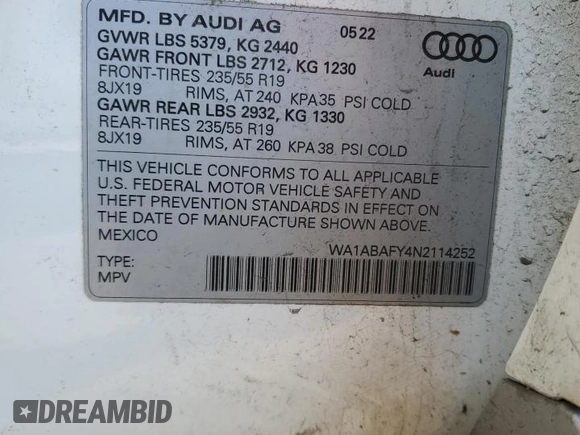 MFD. BY AUDI AG 05 22
GVWR LBS 5379, KG 2440
GAWR FRONT LBS 2712, KG 1230
FRONT-TIRES 235/55 R19
8JX19 RIMS, AT 240 KPA 35 PSI COLD
GAWR REAR LBS 2932, KG 1330
REAR-TIRES 235/55 R19
8JX19 RIMS, AT 260 KPA 38 PSI COLD
Audi
THIS VEHICLE CONFORMS TO ALL APPLICABLE
U.S. FEDERAL MOTOR VEHICLE SAFETY AND
THEFT PREVENTION STANDARDS IN EFFECT ON
THE DATE OF MANUFACTURE SHOWN ABOVE.
MEXICO
WA1ABAFY4N2114252
TYPE:
MPV
DREAMBID